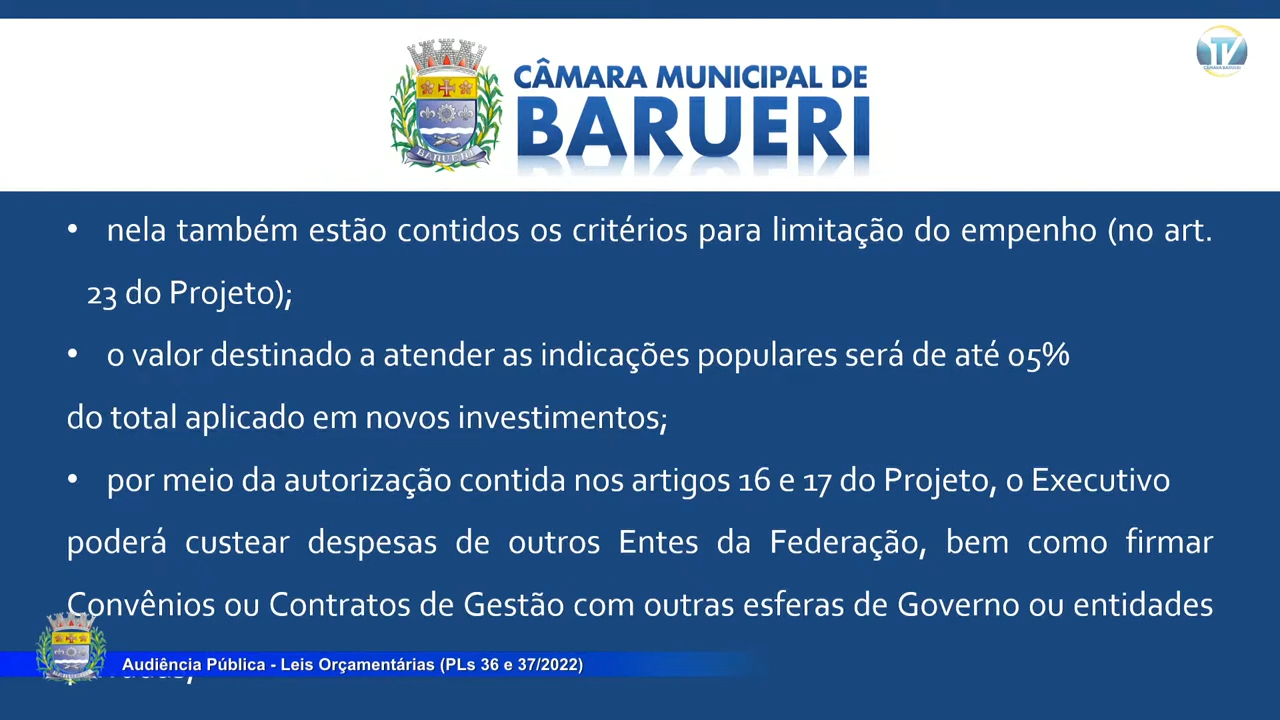 CÂMARA MUNICIPAL DE
BARUERI
BARUERI
TV
CÂMARA BARUERI
• nela também estão contidos os critérios para limitação do empenho (no art.
23 do Projeto);
• o valor destinado a atender as indicações populares será de até 05%
do total aplicado em novos investimentos;
• por meio da autorização contida nos artigos 16 e 17 do Projeto, o Executivo
poderá custear despesas de outros Entes da Federação, bem como firmar
Convênios ou Contratos de Gestão com outras esferas de Governo ou entidades
Audiência Pública - Leis Orçamentárias (PLs 36 e 37/2022)